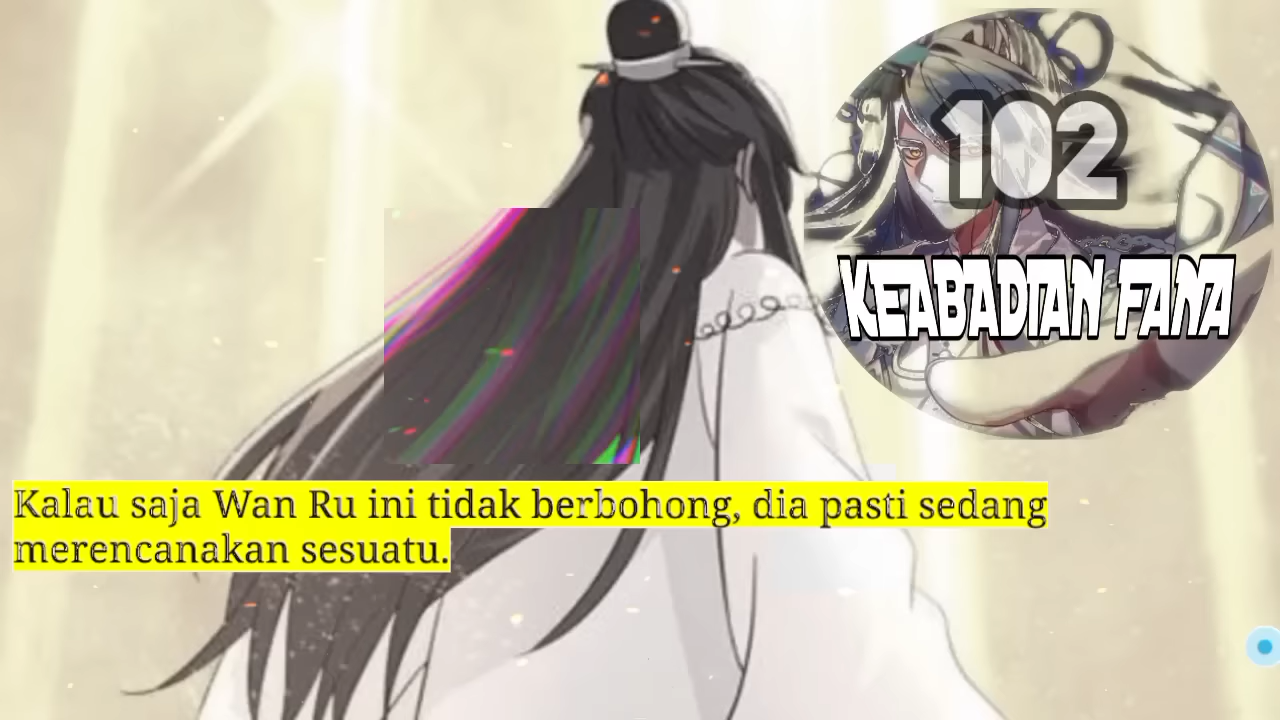 102
KEABADIAN FANA
Kalau saja Wan Ru ini tidak berbohong, dia pasti sedang
merencanakan sesuatu.